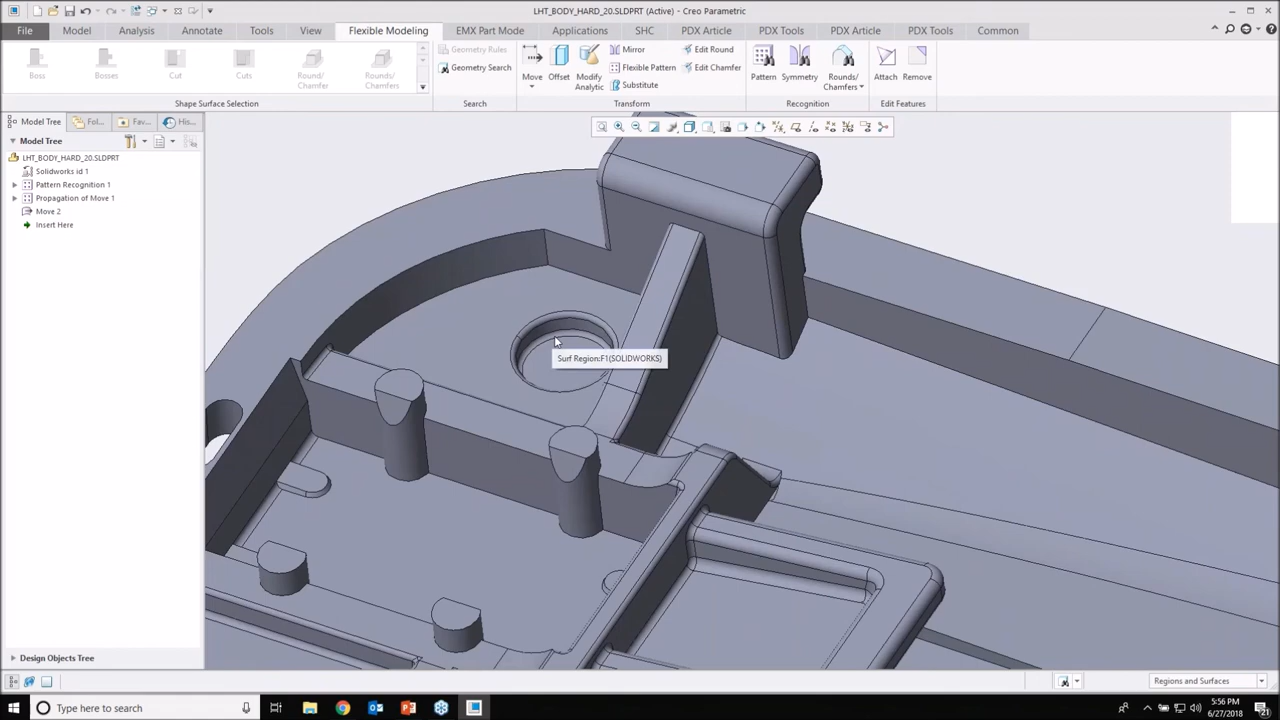 LHT_BODY_HARD_20.SLDPRT (Active) - Creo Parametric
File Model Analysis Annotate Tools View Flexible Modeling EMX Part Mode Applications SHC PDX Article PDX Tools PDX Article PDX Tools Common
Boss Bosses Cut Cuts Round/ Chamfer Rounds/ Chamfers
Shape Surface Selection
Geometry Rules
Geometry Search
Search
Move Offset Modify Analytic
Mirror
Flexible Pattern
Substitute
Edit Round
Edit Chamfer
Transform
Pattern Symmetry Rounds/ Chamfers
Recognition
Attach Remove
Edit Features
Model Tree Fol... Fav... His...
Model Tree
LHT_BODY_HARD_20.SLDPRT
Solidworks id 1
Pattern Recognition 1
Propagation of Move 1
Move 2
Insert Here
Surf Region:F1(SOLIDWORKS)
Design Objects Tree
Regions and Surfaces
Type here to search
5:56 PM
6/27/2018
21